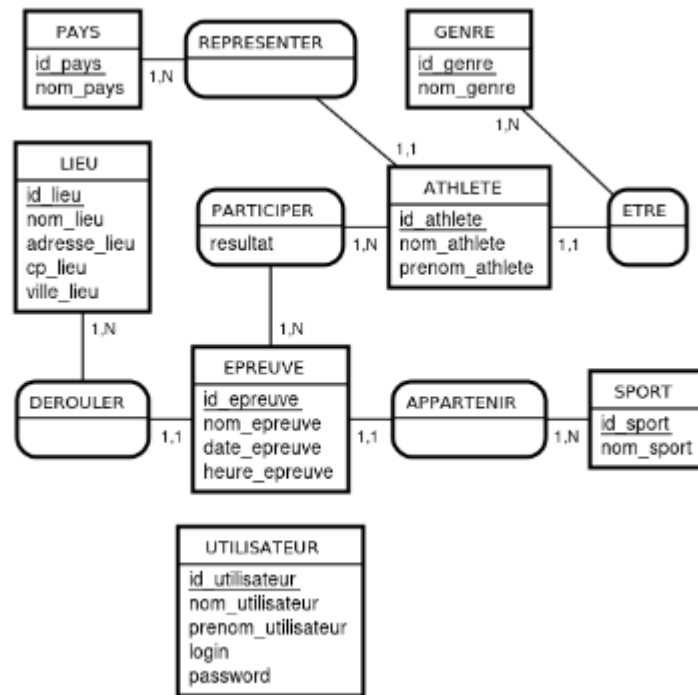 PAYS
id_pays
nom_pays
1,N
REPRESENTER
GENRE
id_genre
nom_genre
1,N
1,1
LIEU
id_lieu
nom_lieu
adresse_lieu
cp_lieu
ville_lieu
1,N
PARTICIPER
resultat
1,N
ATHLETE
id_athlete
nom_athlete
prenom_athlete
1,1
ETRE
1,N
DEROULER
1,1
EPREUVE
id_epreuve
nom_epreuve
date_epreuve
heure_epreuve
1,1
APPARTENIR
1,N
SPORT
id_sport
nom_sport
UTILISATEUR
id_utilisateur
nom_utilisateur
prenom_utilisateur
login
password